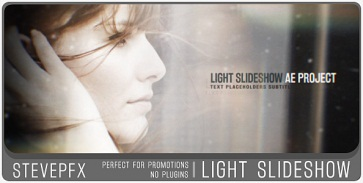 LIGHT SLIDESHOW AE PROJECT
TEXT PLACEHOLDERS SUBTITLE
STEVEPFX
PERFECT FOR PROMOTIONS
NO PLUGINS
LIGHT SLIDESHOW